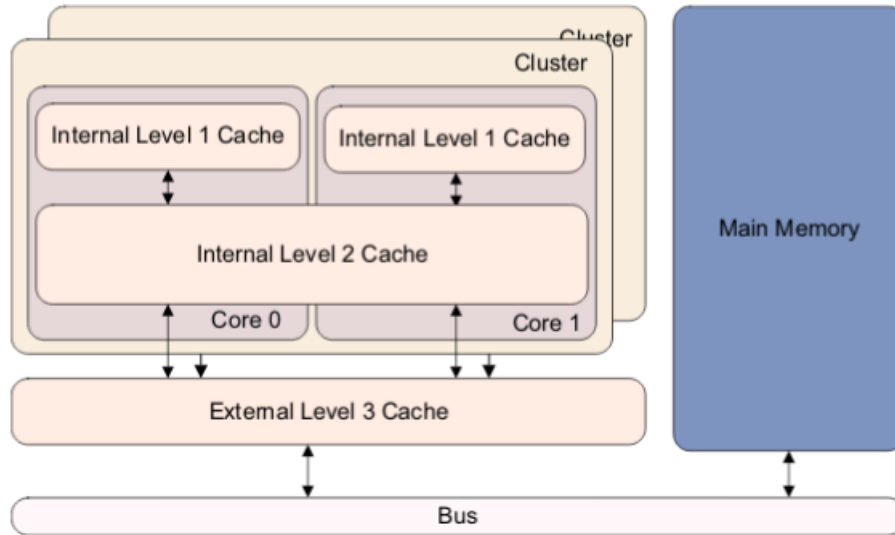 Cluster
Cluster
Internal Level 1 Cache
Internal Level 1 Cache
Main Memory
Internal Level 2 Cache
Core 0
Core 1
External Level 3 Cache
Bus